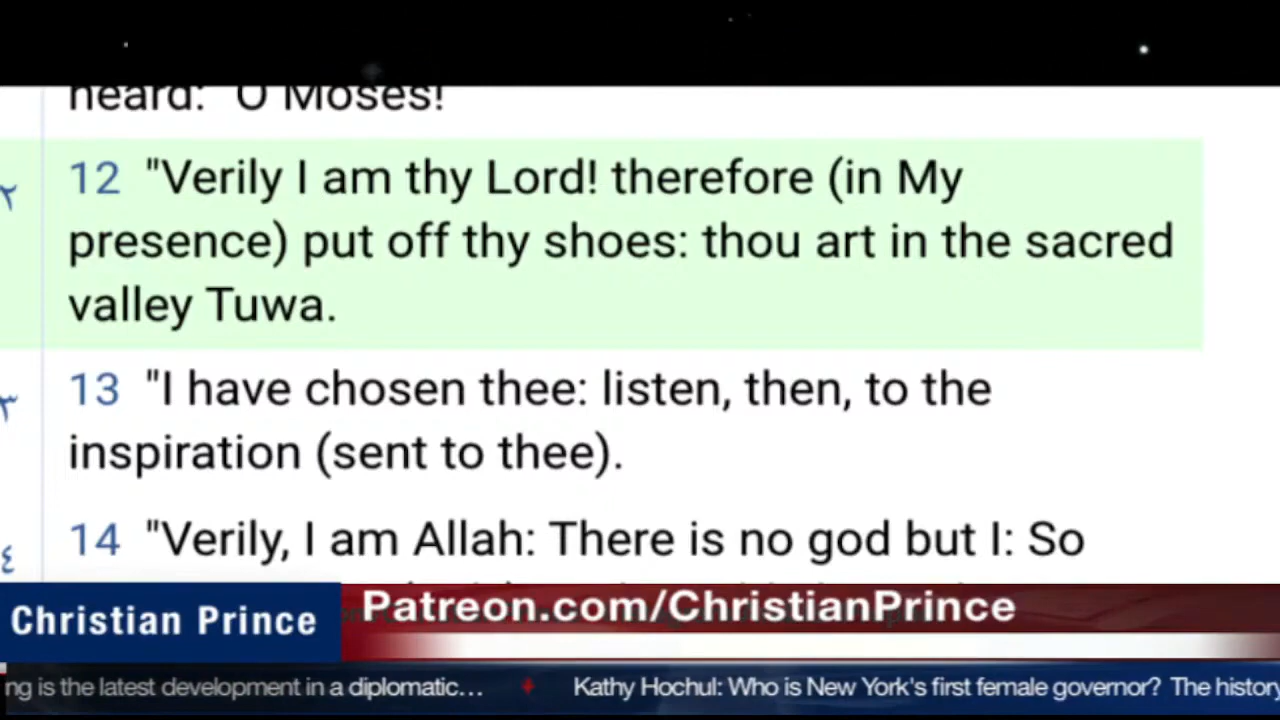 heard: "O Moses!
12 "Verily I am thy Lord! therefore (in My
٢
presence) put off thy shoes: thou art in the sacred
valley Tuwa.
13 "I have chosen thee: listen, then, to the
٣
inspiration (sent to thee).
14 "Verily, I am Allah: There is no god but I: So
٤
Christian Prince
Patreon.com/ChristianPrince
ng is the latest development in a diplomatic... Kathy Hochul: Who is New York's first female governor? The history